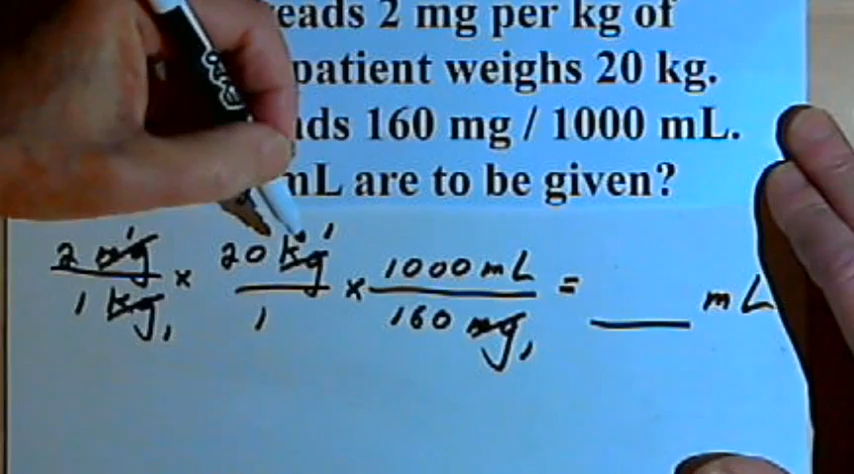 eads 2 mg per kg of
patient weighs 20 kg.
ds 160 mg / 1000 mL.
mL are to be given?
2 mg / 1 kg × 20 kg / 1 × 1000 mL / 160 mg = ___ mL